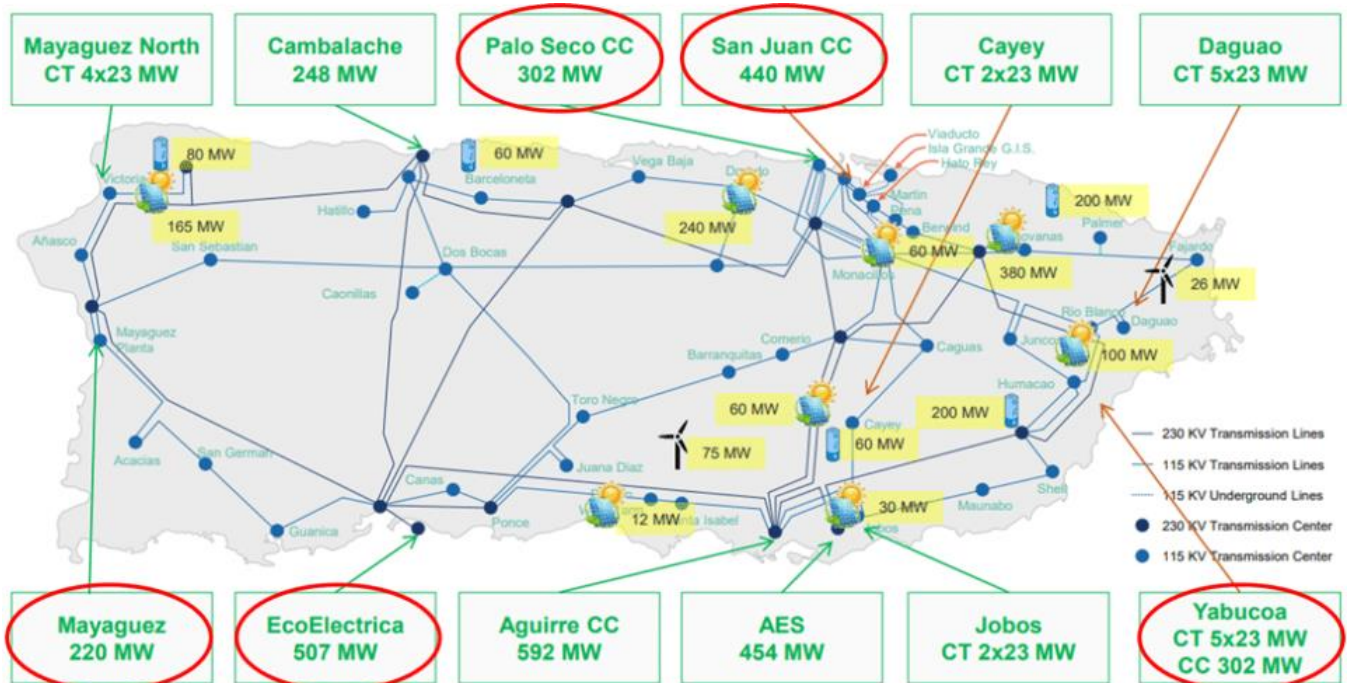 Mayaguez North
CT 4x23 MW
Cambalache
248 MW
Palo Seco CC
302 MW
San Juan CC
440 MW
Cayey
CT 2x23 MW
Daguao
CT 5x23 MW
Viaducto
Isla Grande G.I.S.
Hato Rey
80 MW
60 MW
Vega Baja
Victoria
Barceloneta
Martin
200 MW
Hatillo
Pena
Berwind
Palmer
165 MW
240 MW
60 MW
Fajardo
Añasco
San Sebastian
Dos Bocas
Monacillos
380 MW
26 MW
Caonillas
Rio Blanco
Daguao
Mayaguez
Planta
Comerio
Barranquitas
Caguas
Juncos
100 MW
Humacao
Toro Negro
60 MW
200 MW
Cayey
60 MW
75 MW
Acacias
San German
Juana Diaz
Canas
230 KV Transmission Lines
115 KV Transmission Lines
115 KV Underground Lines
230 KV Transmission Center
115 KV Transmission Center
Shell
Maunabo
30 MW
12 MW
Isabel
Ponce
Guanica
Mayaguez
220 MW
EcoElectrica
507 MW
Aguirre CC
592 MW
AES
454 MW
Jobos
CT 2x23 MW
Yabucoa
CT 5x23 MW
CC 302 MW